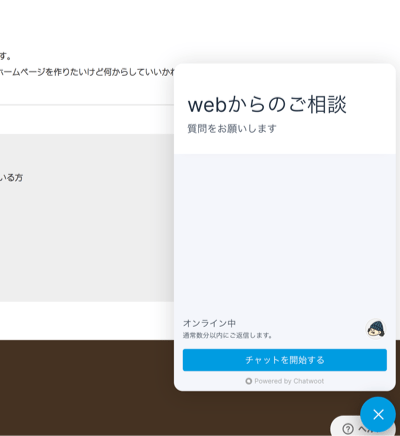 す。
ホームページを作りたいけど何からしていいかわ
いる方
webからのご相談
質問をお願いします
オンライン中
通常数分以内にご返信します。
チャットを開始する
Powered by Chatwoot